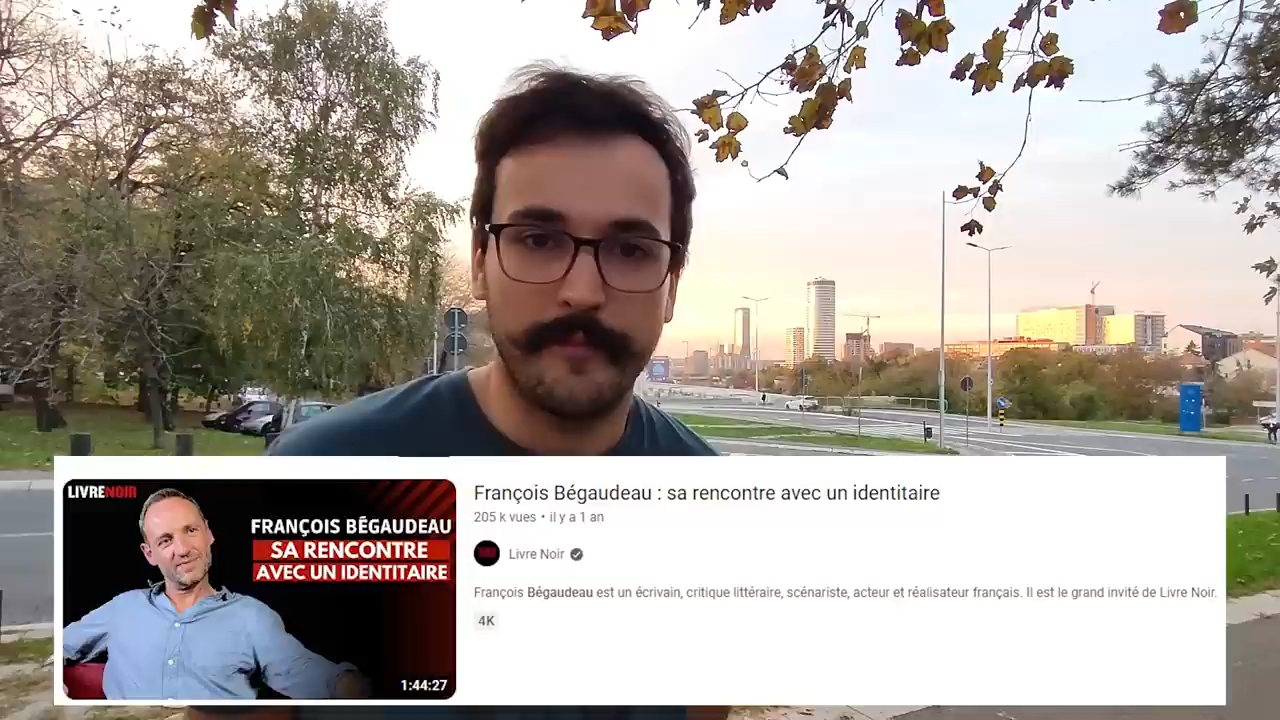 LIVRENOIR
FRANÇOIS BÉGAUDEAU
SA RENCONTRE
AVEC UN IDENTITAIRE
1:44:27
François Bégaudeau : sa rencontre avec un identitaire
205 k vues • il y a 1 an
Livre Noir
François Bégaudeau est un écrivain, critique littéraire, scénariste, acteur et réalisateur français. Il est le grand invité de Livre Noir.
4K